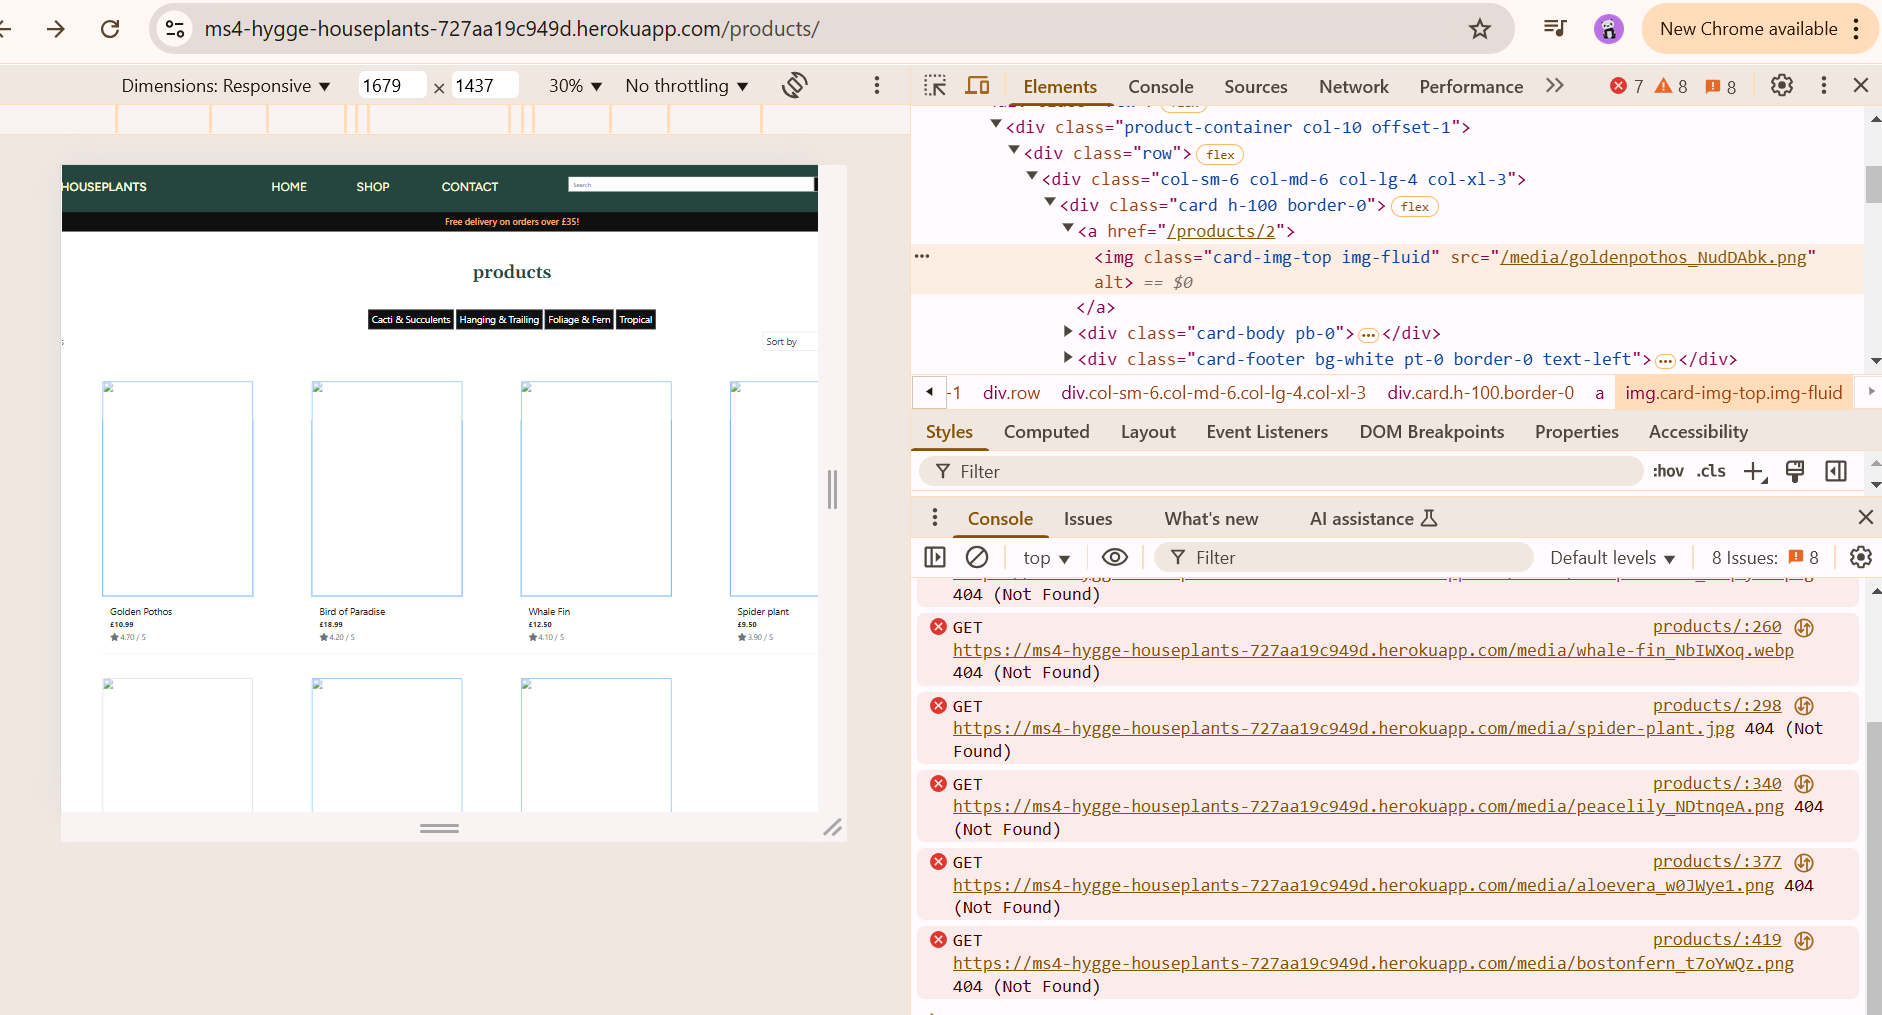 ms4-hygge-houseplants-727aa19c949d.herokuapp.com/products/
New Chrome available
Dimensions: Responsive ▼ 1679 × 1437 30% ▼ No throttling ▼
HOUSEPLANTS HOME SHOP CONTACT Search
Free delivery on orders over £35!
products
Cacti & Succulents Hanging & Trailing Foliage & Fern Tropical
s Sort by
Golden Pothos Bird of Paradise Whale Fin Spider plant
£10.99 £18.99 £12.50 £9.50
4.70 / 5 4.20 / 5 4.10 / 5 3.90 / 5
Elements Console Sources Network Performance 7 8 8
<div class="product-container col-10 offset-1">
<div class="row"> flex
<div class="col-sm-6 col-md-6 col-lg-4 col-xl-3">
<div class="card h-100 border-0"> flex
<a href="/products/2">
<img class="card-img-top img-fluid" src="/media/goldenpothos_NudDAbk.png"
alt> == $0
</a>
<div class="card-body pb-0">…</div>
<div class="card-footer bg-white pt-0 border-0 text-left">…</div>
-1 div.row div.col-sm-6.col-md-6.col-lg-4.col-xl-3 div.card.h-100.border-0 a img.card-img-top.img-fluid
Styles Computed Layout Event Listeners DOM Breakpoints Properties Accessibility
Filter :hov .cls
Console Issues What's new AI assistance
top ▼ Filter Default levels ▼ 8 Issues: 8
404 (Not Found)
GET products/:260
https://ms4-hygge-houseplants-727aa19c949d.herokuapp.com/media/whale-fin_NbIWXoq.webp
404 (Not Found)
GET products/:298
https://ms4-hygge-houseplants-727aa19c949d.herokuapp.com/media/spider-plant.jpg 404 (Not
Found)
GET products/:340
https://ms4-hygge-houseplants-727aa19c949d.herokuapp.com/media/peacelily_NDtnqeA.png 404
(Not Found)
GET products/:377
https://ms4-hygge-houseplants-727aa19c949d.herokuapp.com/media/aloevera_w0JWye1.png 404
(Not Found)
GET products/:419
https://ms4-hygge-houseplants-727aa19c949d.herokuapp.com/media/bostonfern_t7oYwQz.png
404 (Not Found)